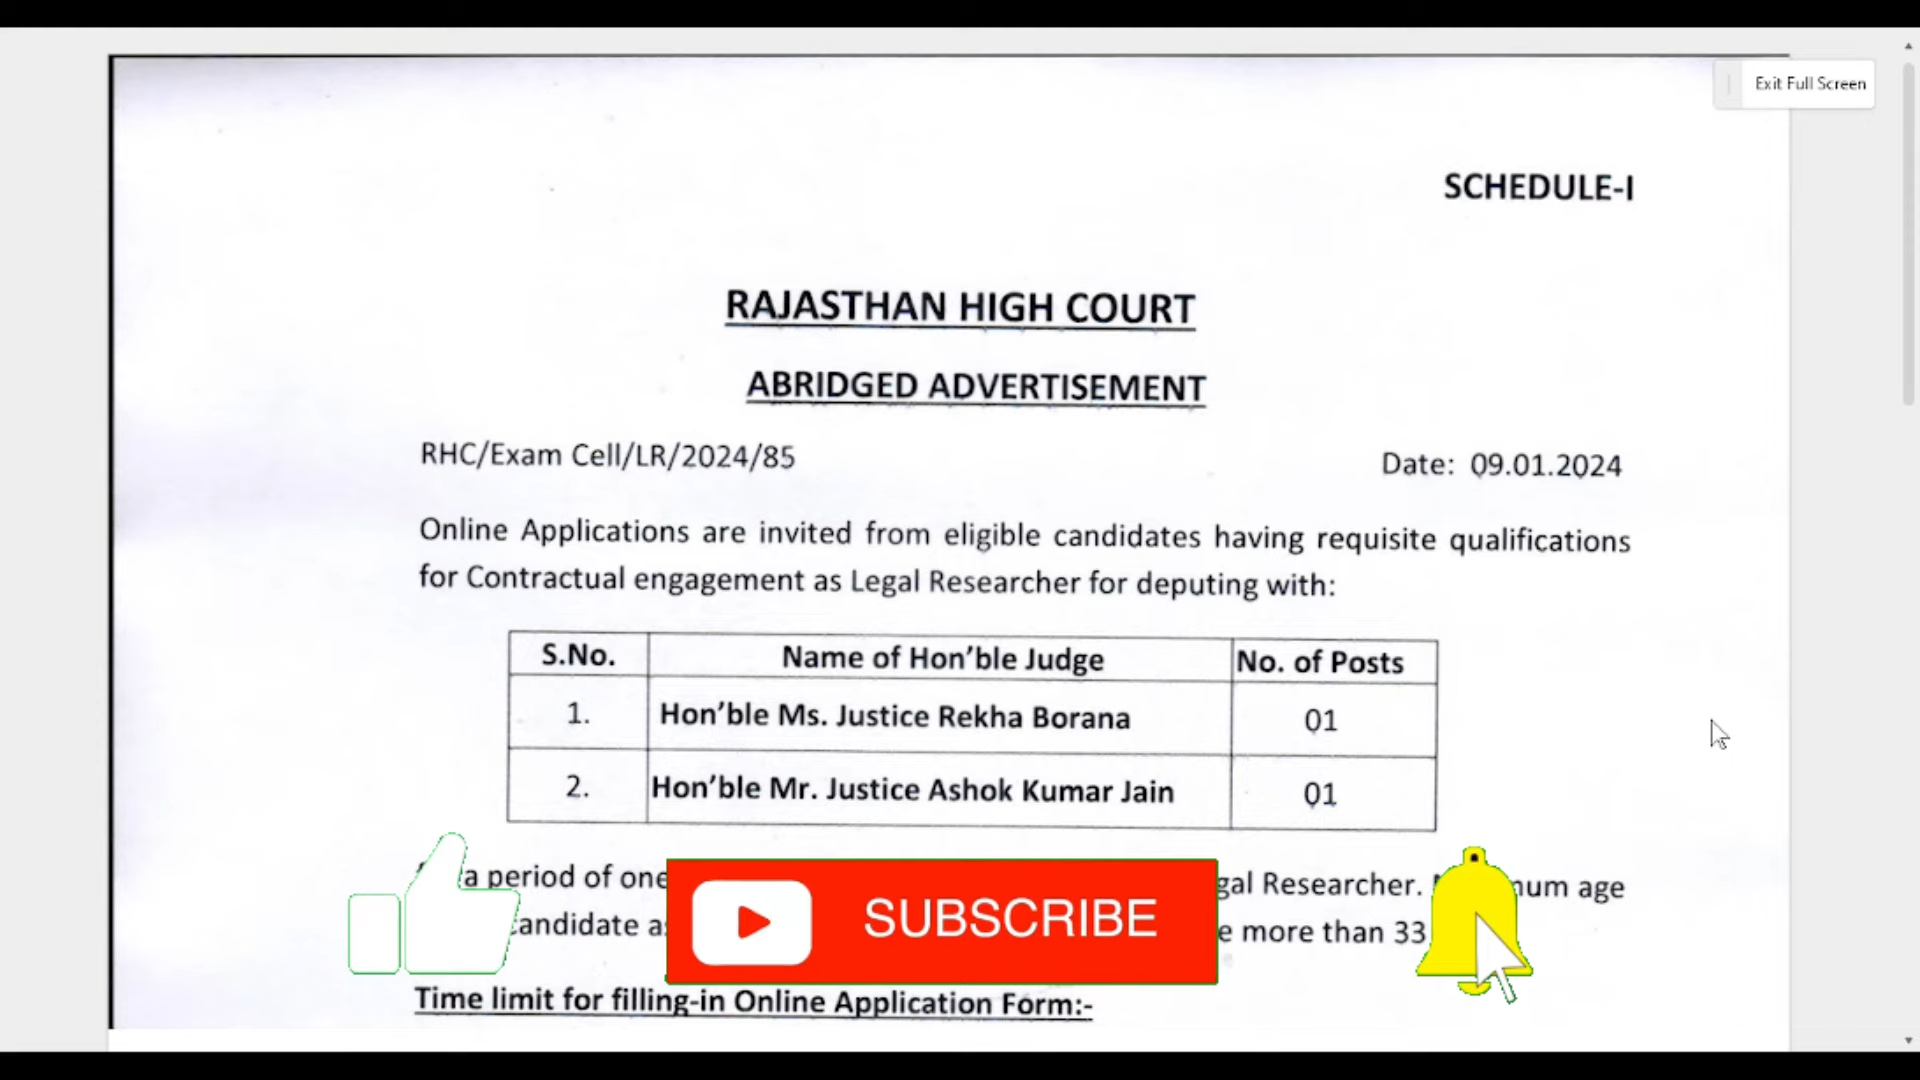 Exit Full Screen
SCHEDULE-I
RAJASTHAN HIGH COURT
ABRIDGED ADVERTISEMENT
RHC/Exam Cell/LR/2024/85 Date: 09.01.2024
Online Applications are invited from eligible candidates having requisite qualifications
for Contractual engagement as Legal Researcher for deputing with:
S.No. Name of Hon'ble Judge No. of Posts
1. Hon'ble Ms. Justice Rekha Borana 01
2. Hon'ble Mr. Justice Ashok Kumar Jain 01
a period of one Researcher. age
more than 33
SUBSCRIBE
Time limit for filling-in Online Application Form:-